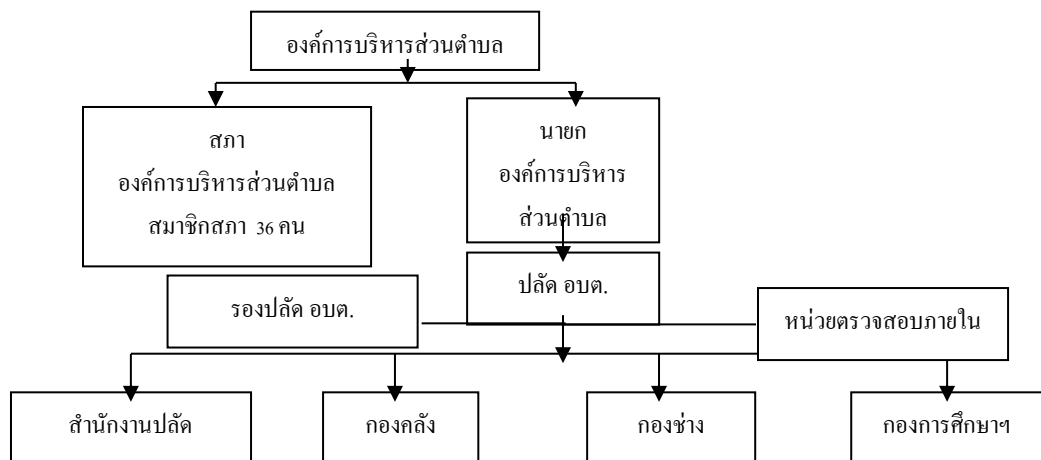 องค์การบริหารส่วนตำบล
สภา
องค์การบริหารส่วนตำบล
สมาชิกสภา 36 คน
นายก
องค์การบริหาร
ส่วนตำบล
ปลัด อบต.
รองปลัด อบต.
หน่วยตรวจสอบภายใน
สำนักงานปลัด
กองคลัง
กองช่าง
กองการศึกษาฯ